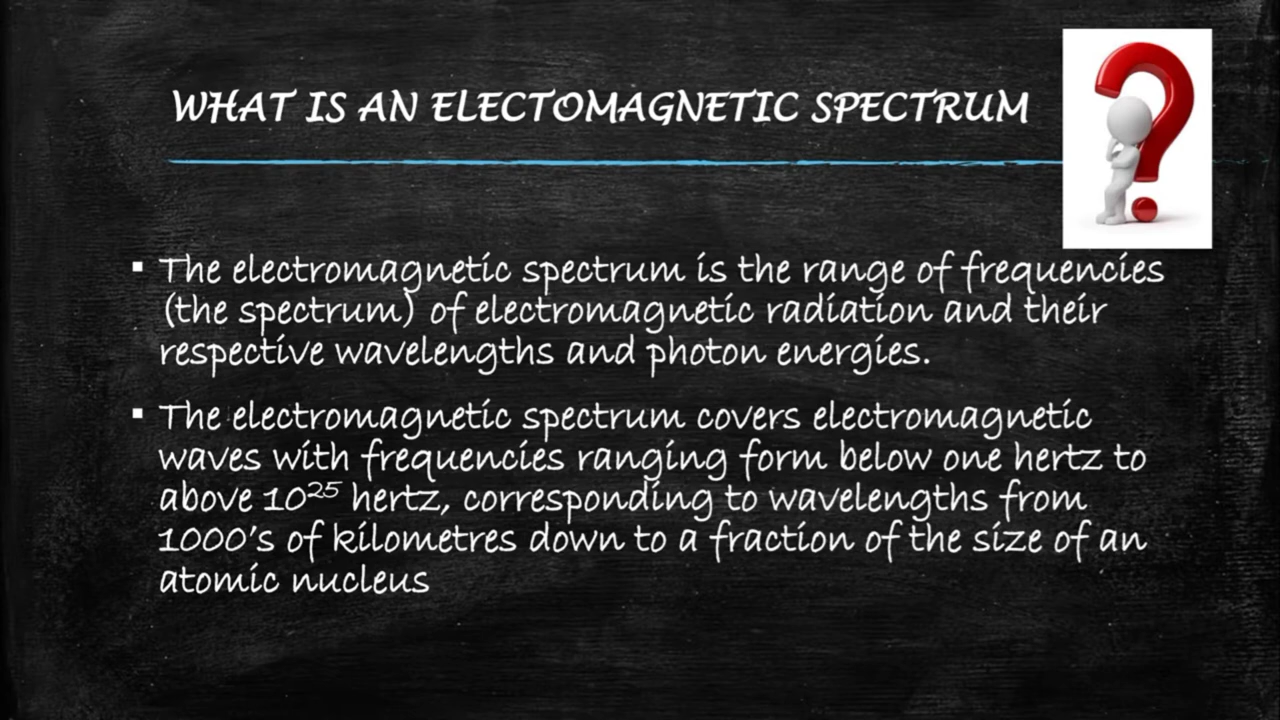 WHAT IS AN ELECTOMAGNETIC SPECTRUM
▪ The electromagnetic spectrum is the range of frequencies
(the spectrum) of electromagnetic radiation and their
respective wavelengths and photon energies.
▪ The electromagnetic spectrum covers electromagnetic
waves with frequencies ranging form below one hertz to
above 10²⁵ hertz, corresponding to wavelengths from
1000's of kilometres down to a fraction of the size of an
atomic nucleus